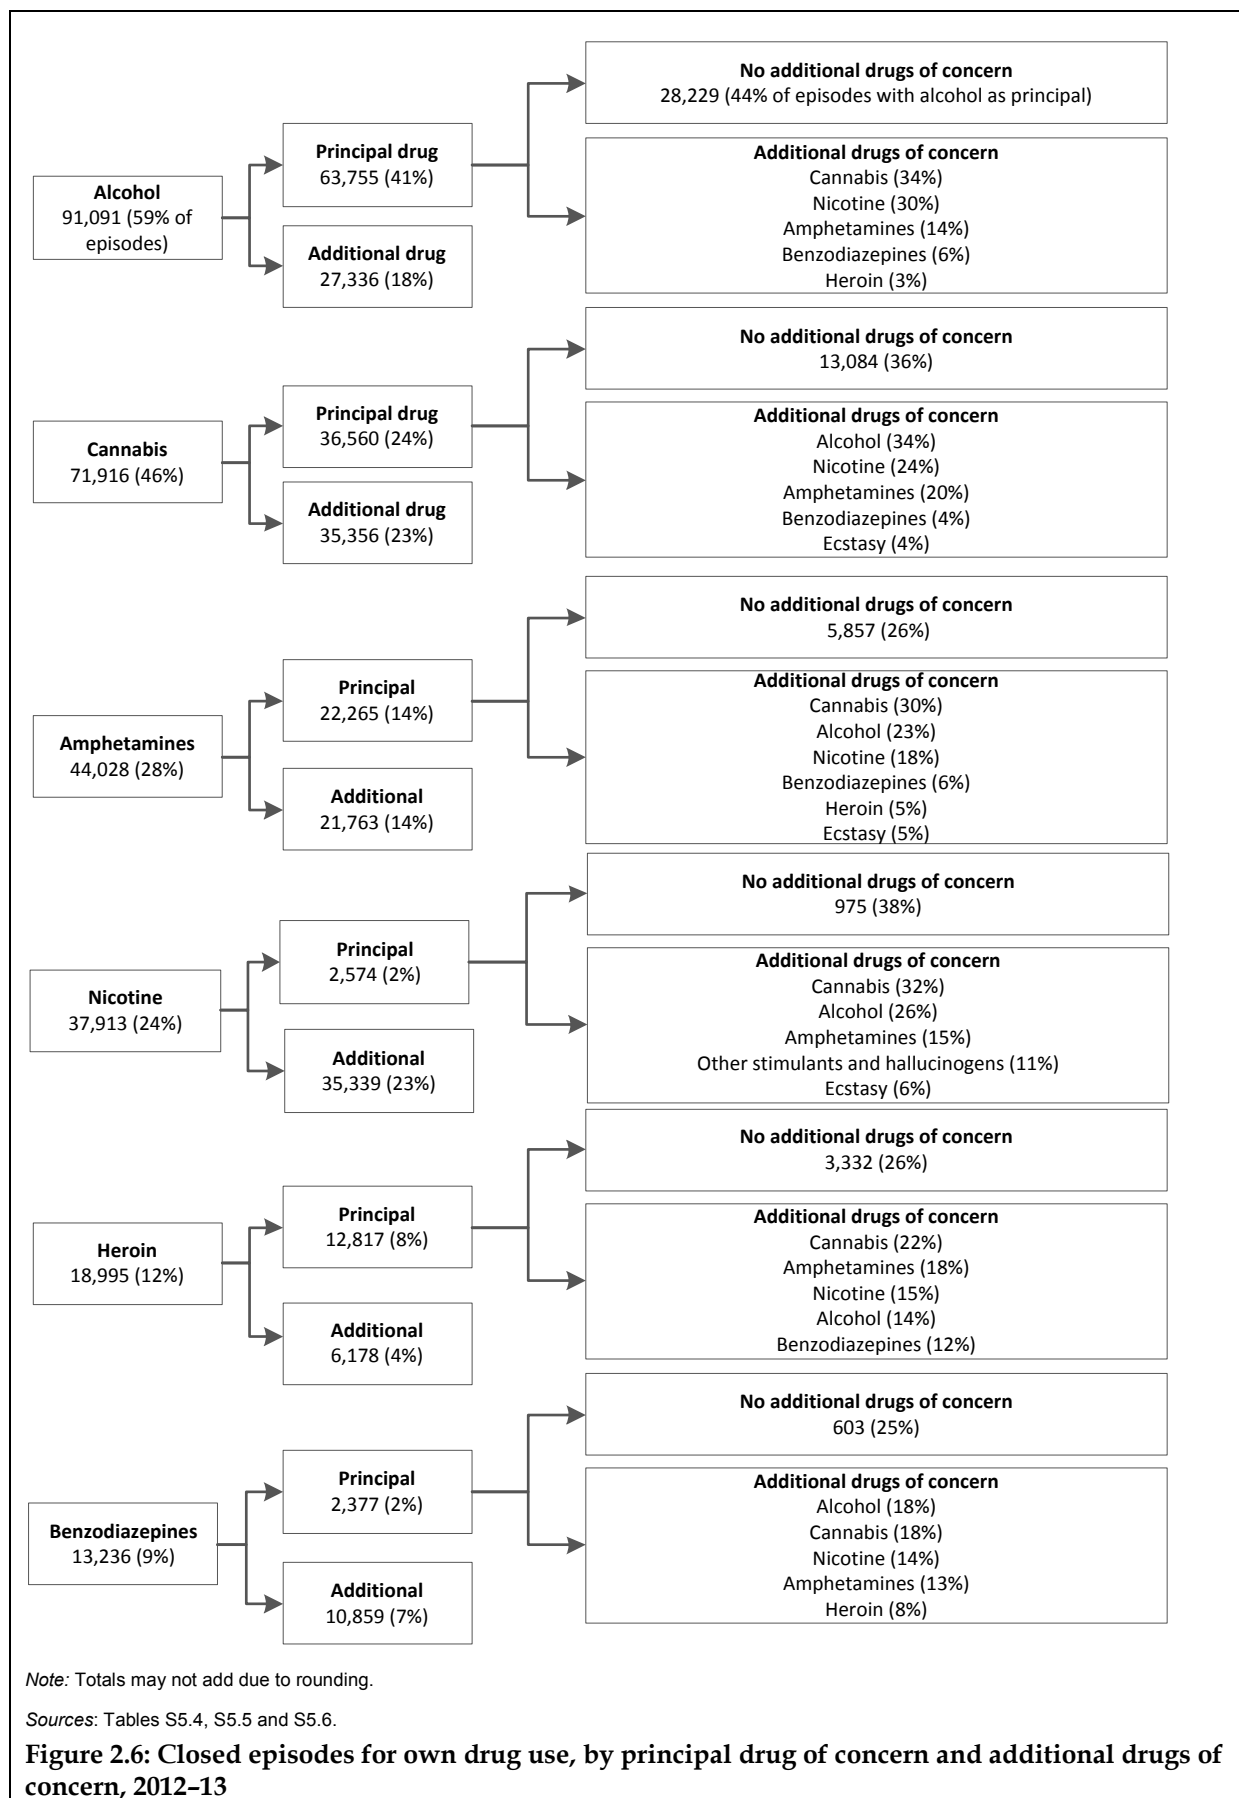 No additional drugs of concern
28,229 (44% of episodes with alcohol as principal)
Principal drug
63,755 (41%)
Additional drugs of concern
Cannabis (34%)
Nicotine (30%)
Amphetamines (14%)
Benzodiazepines (6%)
Heroin (3%)
Alcohol
91,091 (59% of
episodes)
Additional drug
27,336 (18%)
No additional drugs of concern
13,084 (36%)
Principal drug
36,560 (24%)
Additional drugs of concern
Alcohol (34%)
Nicotine (24%)
Amphetamines (20%)
Benzodiazepines (4%)
Ecstasy (4%)
Cannabis
71,916 (46%)
Additional drug
35,356 (23%)
No additional drugs of concern
5,857 (26%)
Principal
22,265 (14%)
Additional drugs of concern
Cannabis (30%)
Alcohol (23%)
Nicotine (18%)
Benzodiazepines (6%)
Heroin (5%)
Ecstasy (5%)
Amphetamines
44,028 (28%)
Additional
21,763 (14%)
No additional drugs of concern
975 (38%)
Principal
2,574 (2%)
Additional drugs of concern
Cannabis (32%)
Alcohol (26%)
Amphetamines (15%)
Other stimulants and hallucinogens (11%)
Ecstasy (6%)
Nicotine
37,913 (24%)
Additional
35,339 (23%)
No additional drugs of concern
3,332 (26%)
Principal
12,817 (8%)
Additional drugs of concern
Cannabis (22%)
Amphetamines (18%)
Nicotine (15%)
Alcohol (14%)
Benzodiazepines (12%)
Heroin
18,995 (12%)
Additional
6,178 (4%)
No additional drugs of concern
603 (25%)
Principal
2,377 (2%)
Additional drugs of concern
Alcohol (18%)
Cannabis (18%)
Nicotine (14%)
Amphetamines (13%)
Heroin (8%)
Benzodiazepines
13,236 (9%)
Additional
10,859 (7%)
Note: Totals may not add due to rounding.
Sources: Tables S5.4, S5.5 and S5.6.
Figure 2.6: Closed episodes for own drug use, by principal drug of concern and additional drugs of
concern, 2012–13